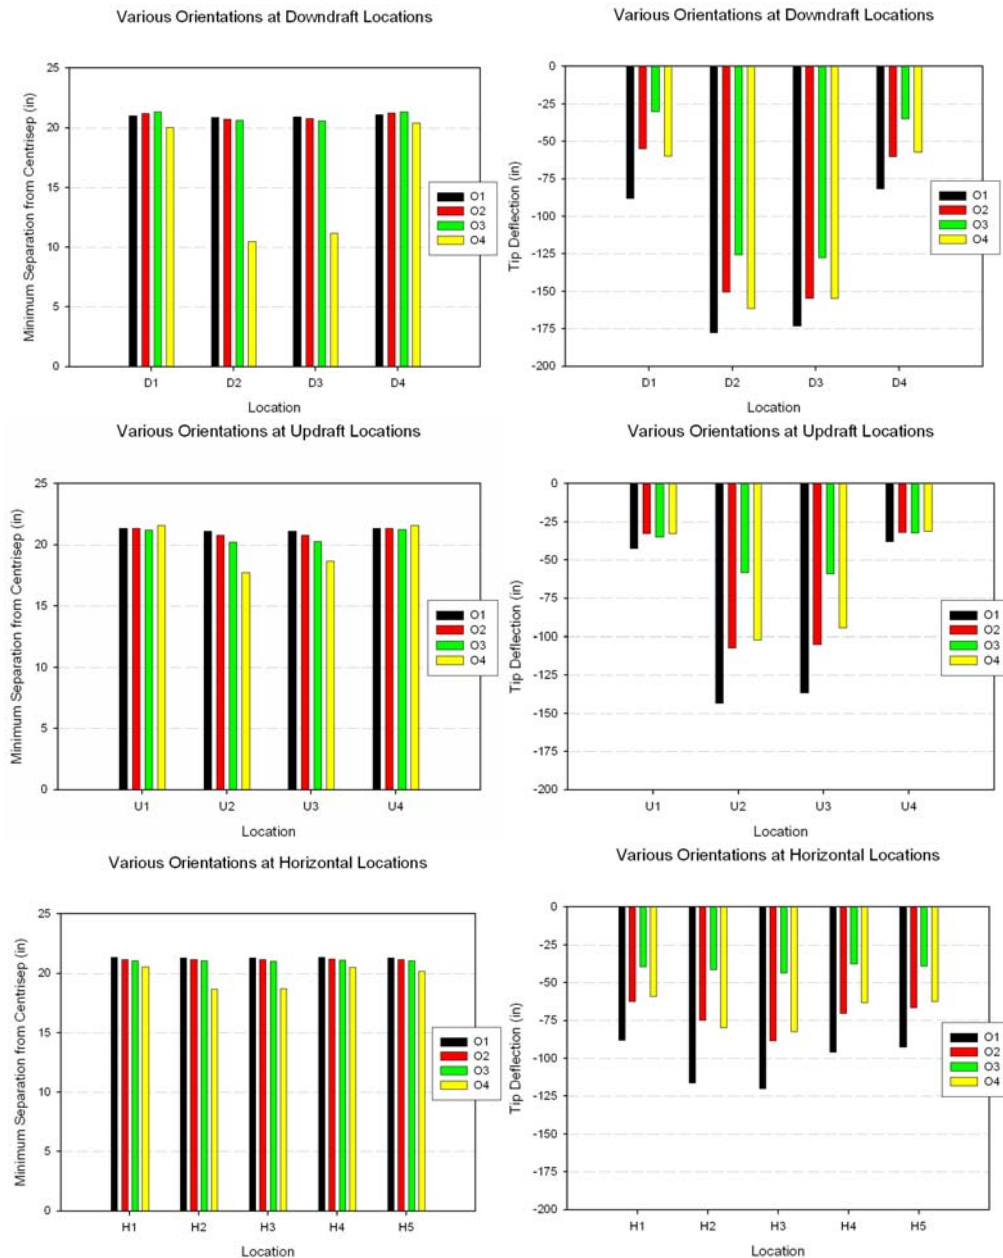 Various Orientations at Downdraft Locations
Minimum Separation from Centrisep (in)
25
20
15
10
5
0
D1 D2 D3 D4
Location
O1
O2
O3
O4
Various Orientations at Downdraft Locations
Tip Deflection (in)
0
-25
-50
-75
-100
-125
-150
-175
-200
D1 D2 D3 D4
Location
O1
O2
O3
O4
Various Orientations at Updraft Locations
Minimum Separation from Centrisep (in)
25
20
15
10
5
0
U1 U2 U3 U4
Location
O1
O2
O3
O4
Various Orientations at Updraft Locations
Tip Deflection (in)
0
-25
-50
-75
-100
-125
-150
-175
-200
U1 U2 U3 U4
Location
O1
O2
O3
O4
Various Orientations at Horizontal Locations
Minimum Separation from Centrisep (in)
25
20
15
10
5
0
H1 H2 H3 H4 H5
Location
O1
O2
O3
O4
Various Orientations at Horizontal Locations
Tip Deflection (in)
0
-25
-50
-75
-100
-125
-150
-175
-200
H1 H2 H3 H4 H5
Location
O1
O2
O3
O4